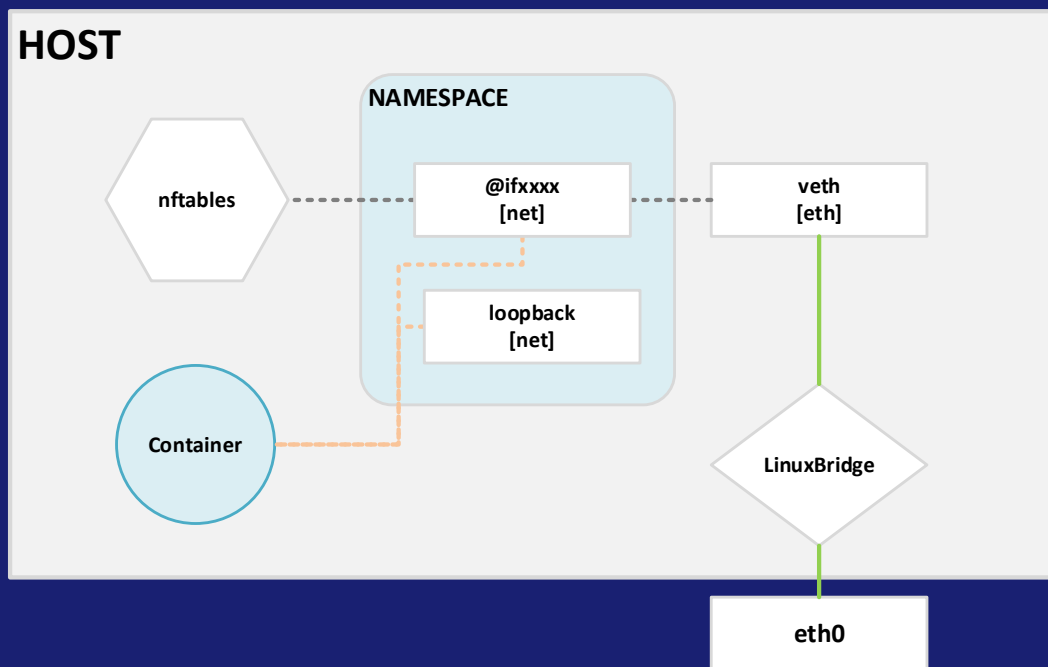 HOST
NAMESPACE
nftables
@ifxxxx
[net]
veth
[eth]
loopback
[net]
Container
LinuxBridge
eth0